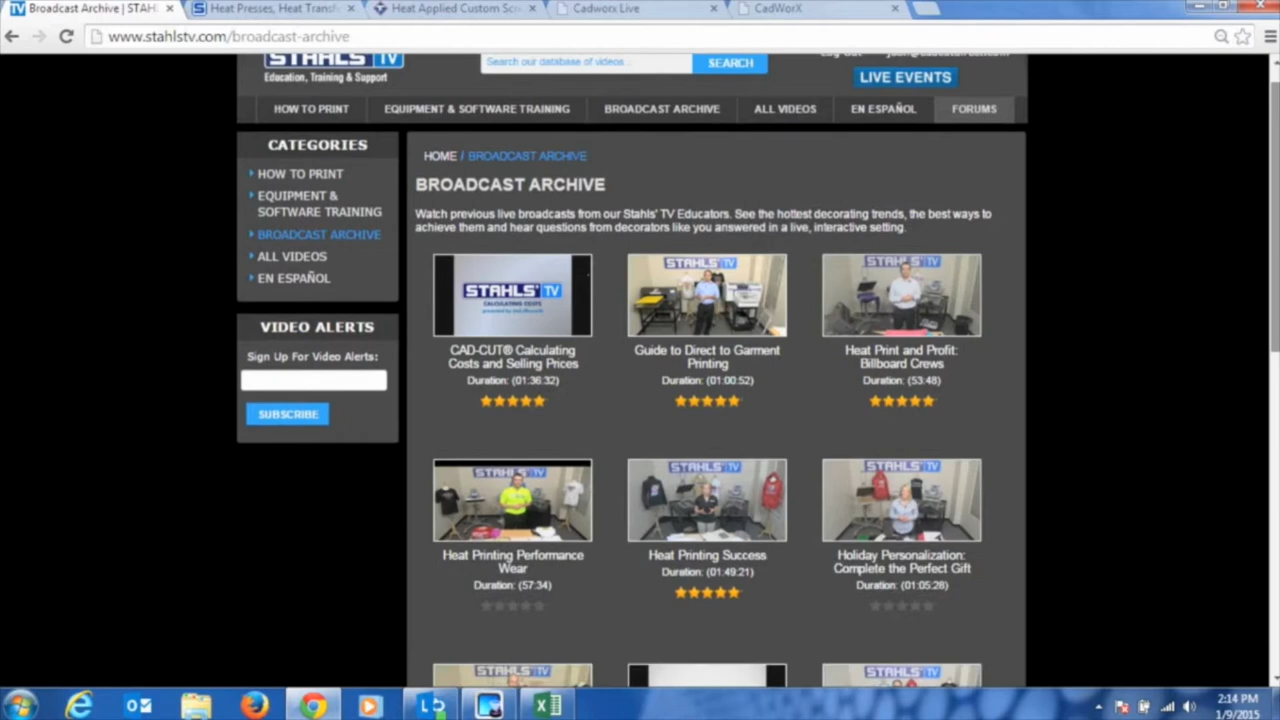 TV Broadcast Archive | STAHL
Heat Presses, Heat Transf
Heat Applied Custom Scr
Cadworx Live
CadWorX
www.stahlstv.com/broadcast-archive
STAHLS' TV
Education, Training & Support
Search our database of videos...
SEARCH
LIVE EVENTS
HOW TO PRINT
EQUIPMENT & SOFTWARE TRAINING
BROADCAST ARCHIVE
ALL VIDEOS
EN ESPAÑOL
FORUMS
CATEGORIES
HOW TO PRINT
EQUIPMENT &
SOFTWARE TRAINING
BROADCAST ARCHIVE
ALL VIDEOS
EN ESPAÑOL
VIDEO ALERTS
Sign Up For Video Alerts:
SUBSCRIBE
HOME / BROADCAST ARCHIVE
BROADCAST ARCHIVE
Watch previous live broadcasts from our Stahls' TV Educators. See the hottest decorating trends, the best ways to
achieve them and hear questions from decorators like you answered in a live, interactive setting.
STAHLS' TV
CALCULATING COSTS
CAD-CUT® Calculating
Costs and Selling Prices
Duration: (01:36:32)
STAHLS' TV
Guide to Direct to Garment
Printing
Duration: (01:00:52)
STAHLS' TV
Heat Print and Profit:
Billboard Crews
Duration: (53:48)
STAHLS' TV
Heat Printing Performance
Wear
Duration: (57:34)
STAHLS' TV
Heat Printing Success
Duration: (01:49:21)
STAHLS' TV
Holiday Personalization:
Complete the Perfect Gift
Duration: (01:05:28)
STAHLS' TV
STAHLS' TV
2:14 PM
1/9/2015